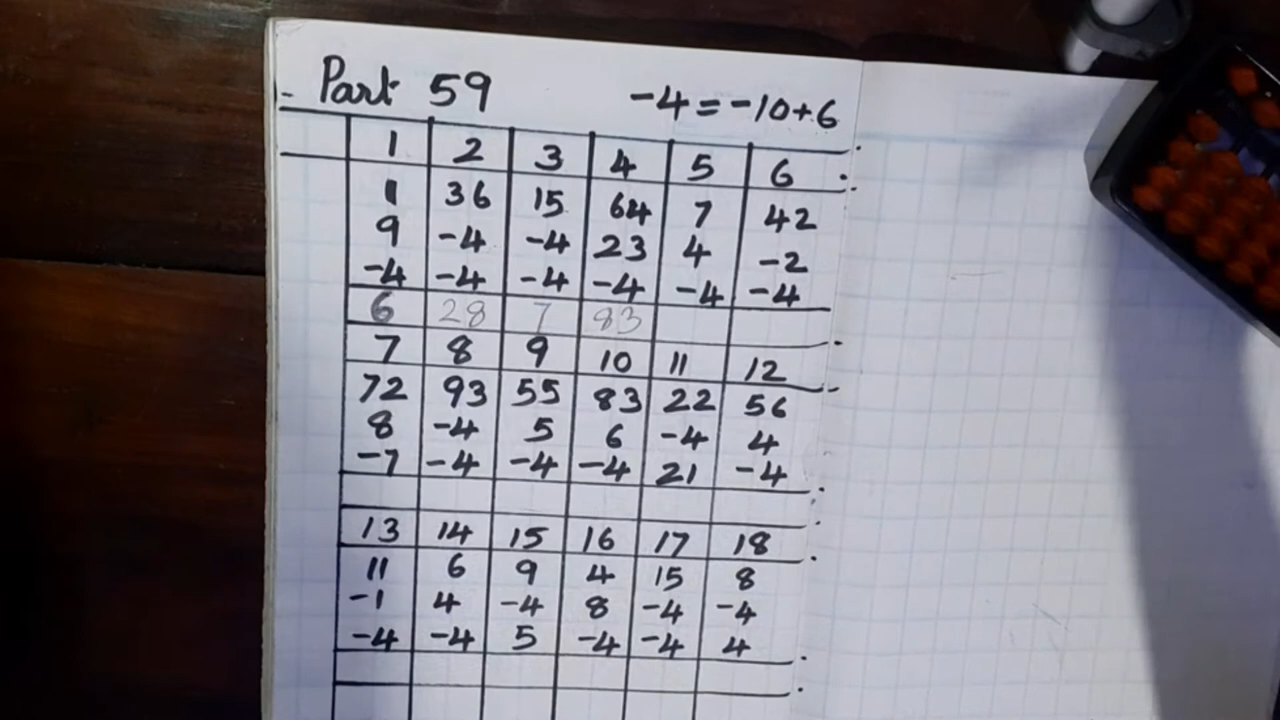 Part 59 -4=-10+6
1 2 3 4 5 6
1 36 15 64 7 42
9 -4 -4 23 4 -2
-4 -4 -4 -4 -4 -4
6 28 7 83
7 8 9 10 11 12
72 93 55 83 22 56
8 -4 5 6 -4 4
-7 -4 -4 -4 21 -4
13 14 15 16 17 18
11 6 9 4 15 8
-1 4 -4 8 -4 -4
-4 -4 5 -4 -4 4